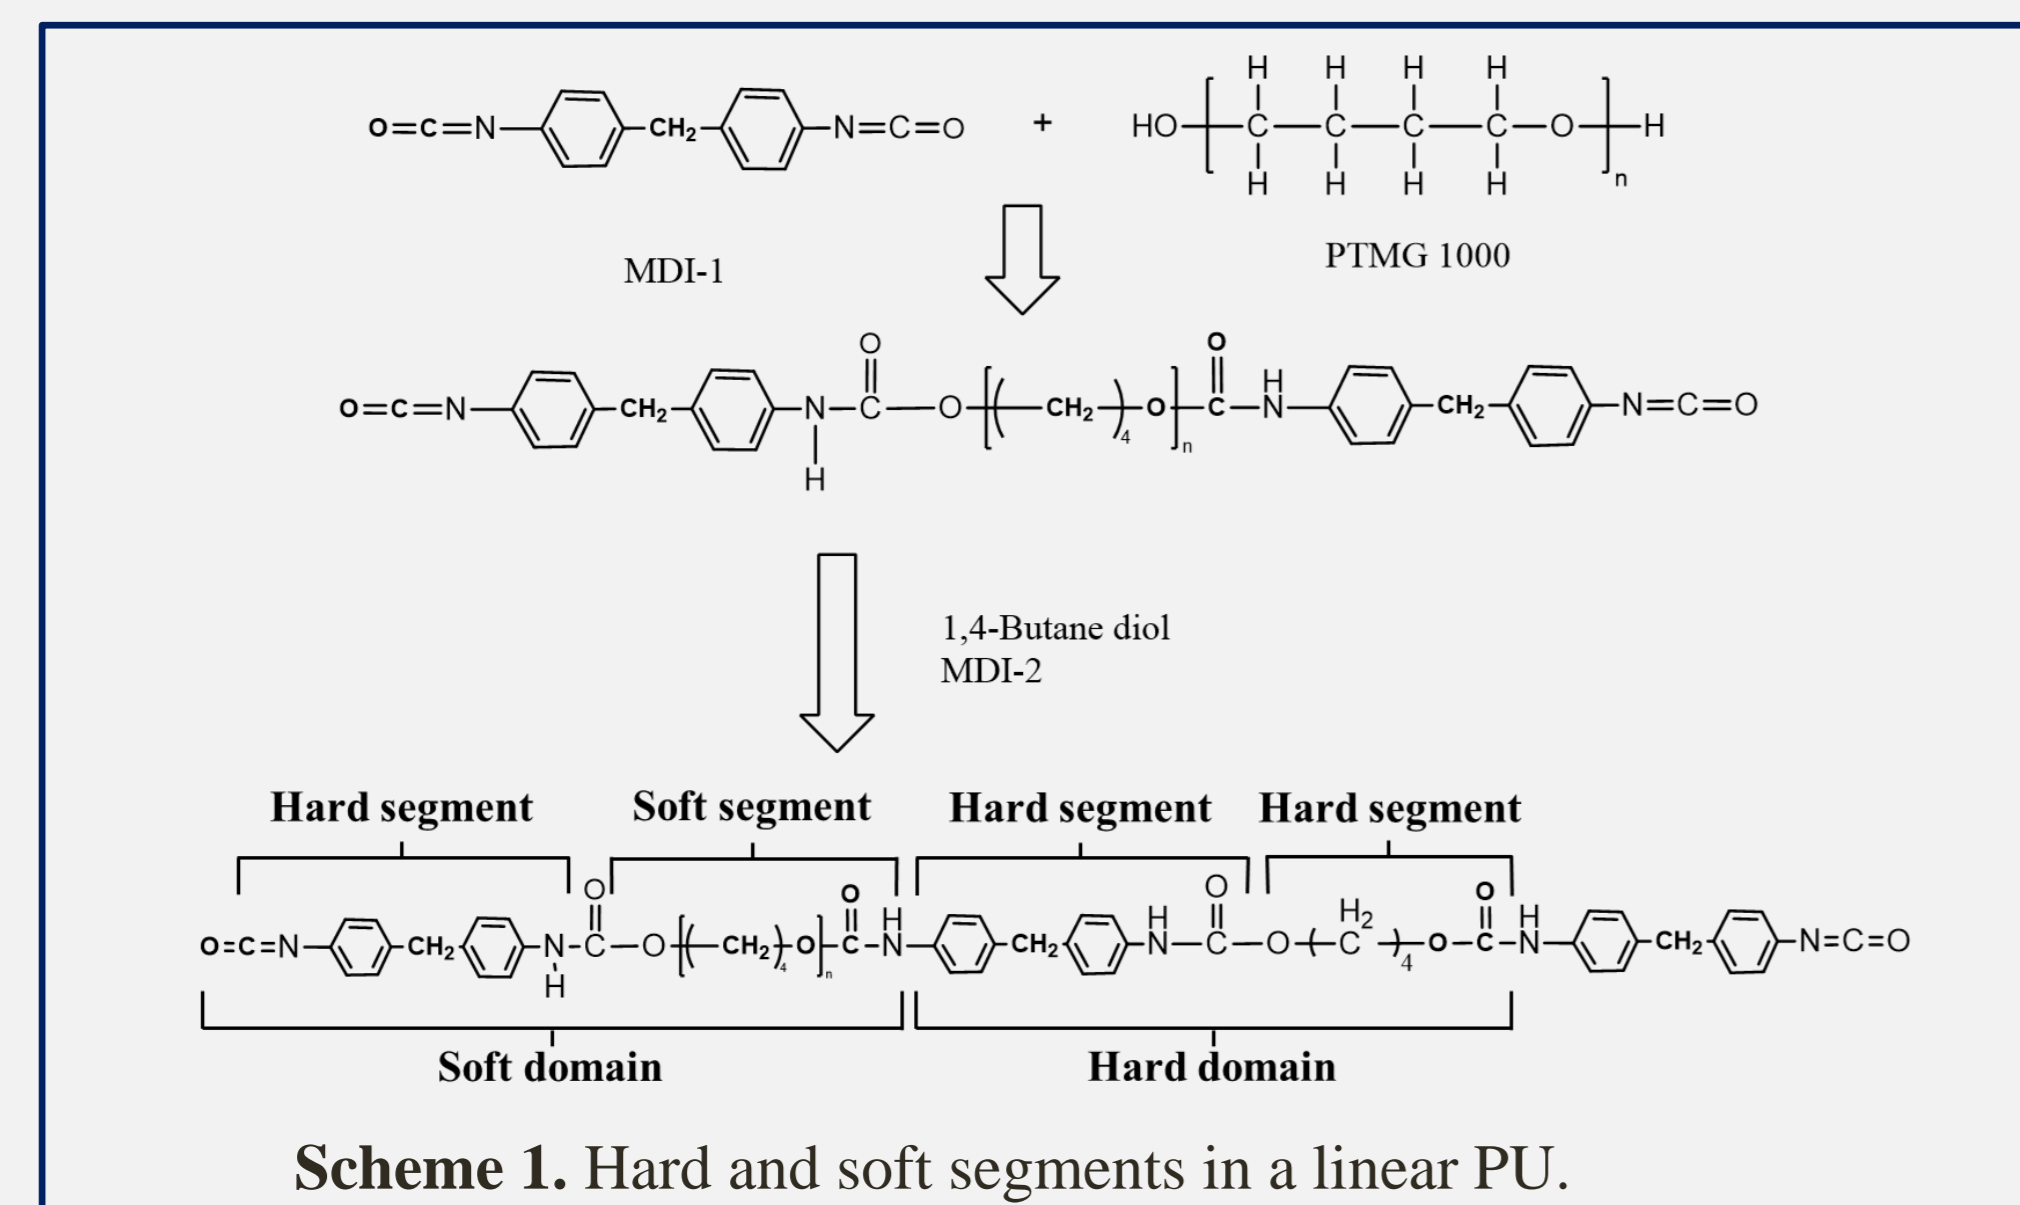 O=C=N CH₂ N=C=O + HO [ C C C C O ]n H
H H H H
H H H H
MDI-1
PTMG 1000
O=C=N CH₂ N C O [( CH₂ )4 O ]n C N CH₂ N=C=O
O O H
H
1,4-Butane diol
MDI-2
Hard segment Soft segment Hard segment Hard segment
O O H H O H₂ O H
O=C=N CH₂ N C O [( CH₂ )4 O ]n C N CH₂ N C O ( C )4 O C N CH₂ N=C=O
H
Soft domain Hard domain
Scheme 1. Hard and soft segments in a linear PU.